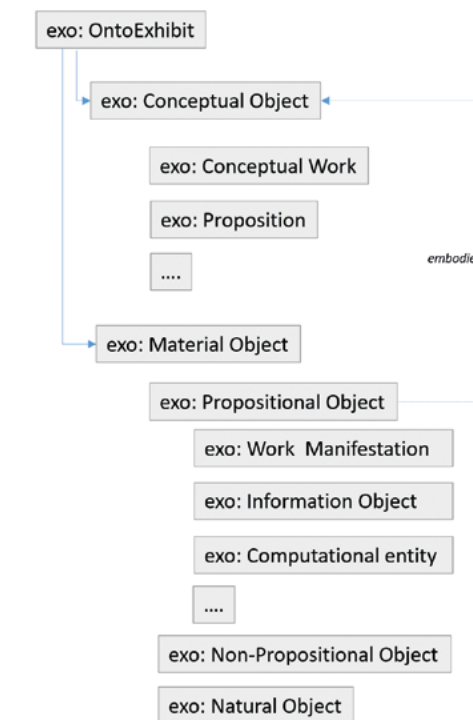 exo: OntoExhibit
exo: Conceptual Object
exo: Conceptual Work
exo: Proposition
embodie
....
exo: Material Object
exo: Propositional Object
exo: Work Manifestation
exo: Information Object
exo: Computational entity
....
exo: Non-Propositional Object
exo: Natural Object